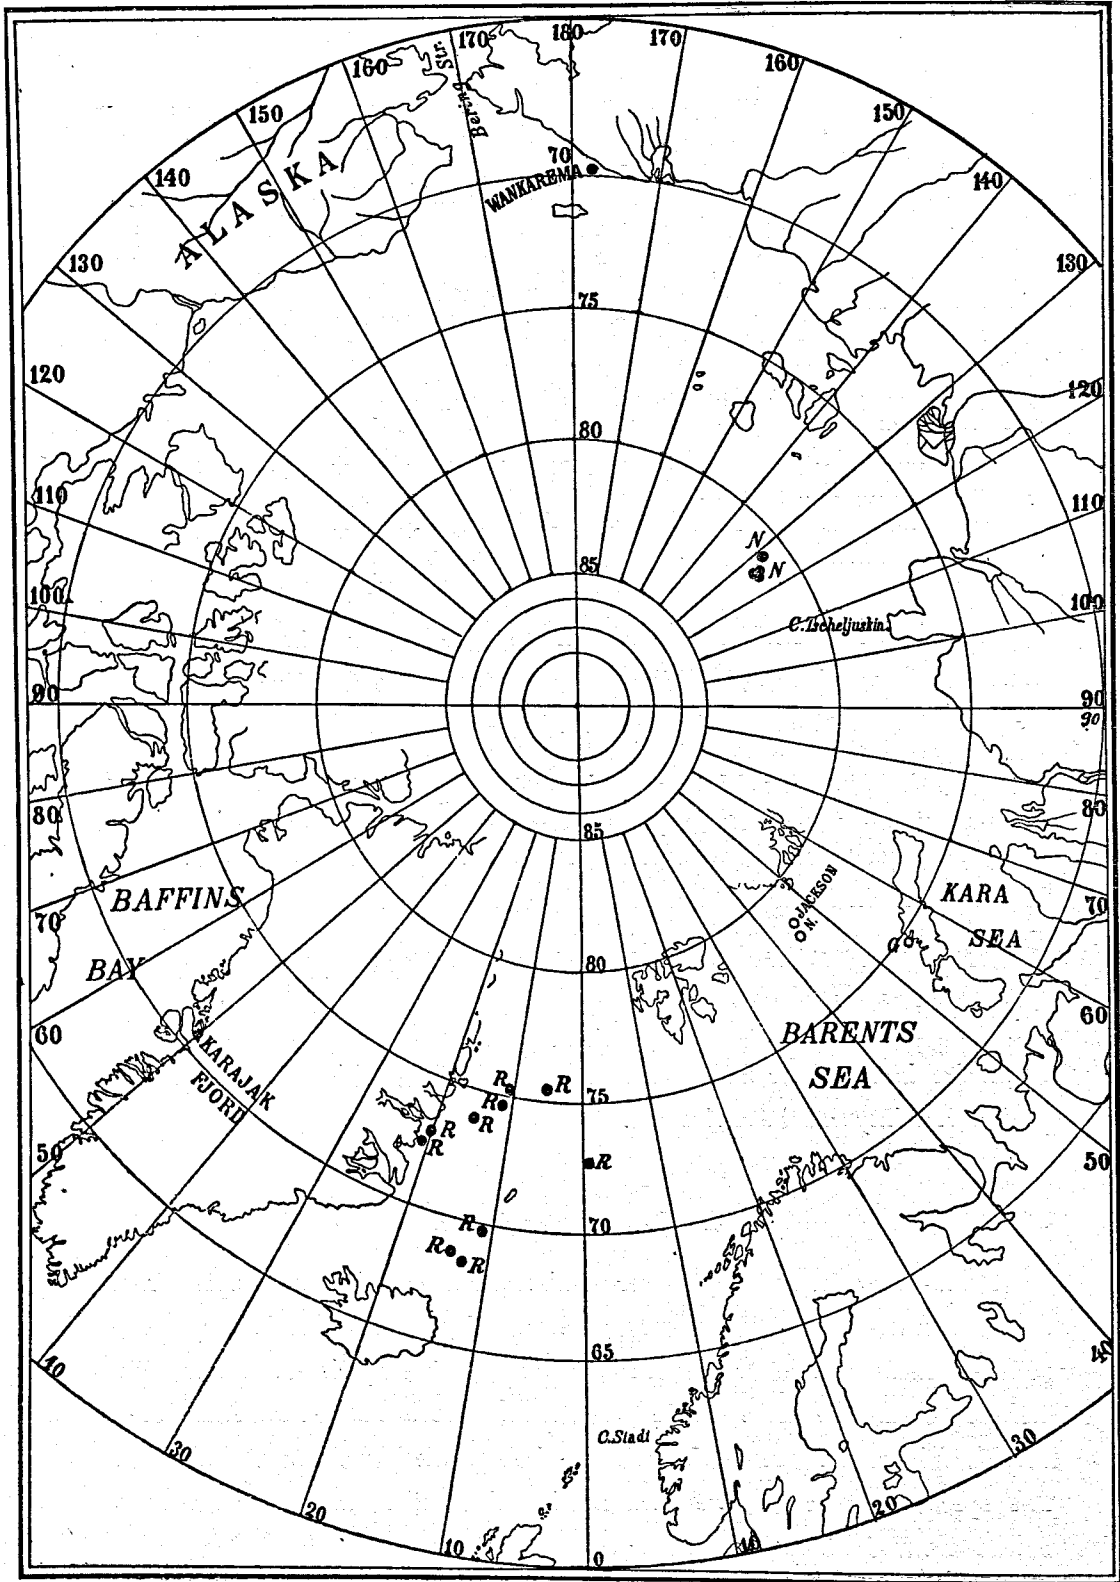 170
180
170
160
Bering
Str.
160
150
150
140
140
130
130
ALASKA
70
WANKAREMA
75
120
120
80
110
110
N
N
85
100
C.Tscheljuskin
100
90
90
90
80
80
85
BAFFINS
BAY
JACKSON
N.
KARA
SEA
G
70
70
80
60
60
BARENTS
SEA
KARAJAK
FJORD
R
R
75
R
R
R
R
50
50
R
R
70
R
R
65
40
40
C.Stadt
30
30
20
20
10
10
0